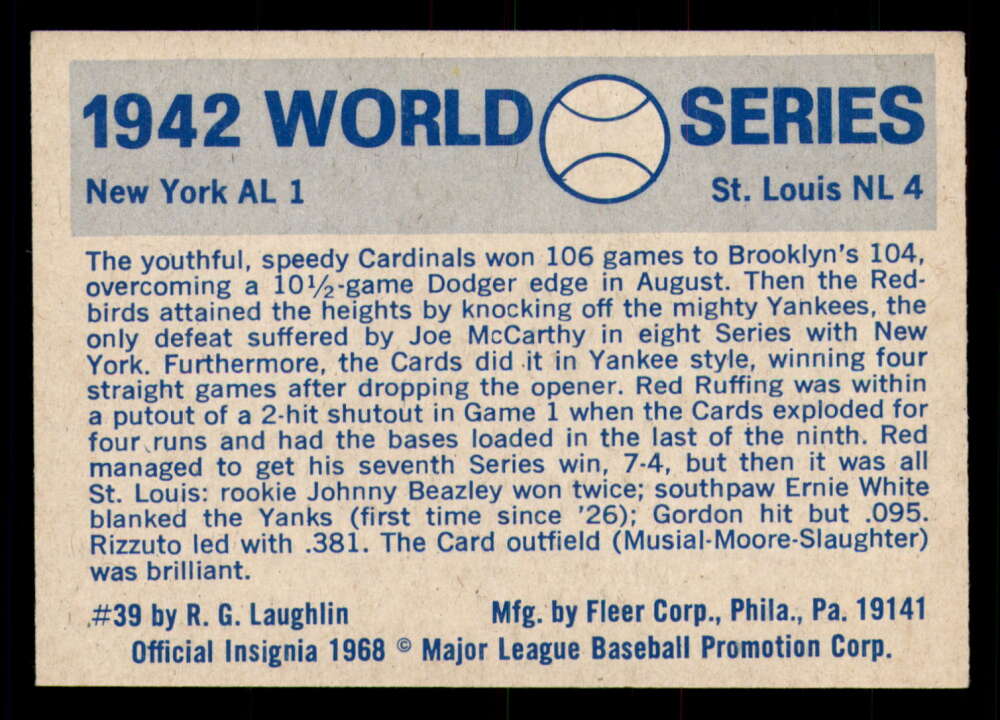 1942 WORLD SERIES
New York AL 1 St. Louis NL 4
The youthful, speedy Cardinals won 106 games to Brooklyn's 104,
overcoming a 10½-game Dodger edge in August. Then the Red-
birds attained the heights by knocking off the mighty Yankees, the
only defeat suffered by Joe McCarthy in eight Series with New
York. Furthermore, the Cards did it in Yankee style, winning four
straight games after dropping the opener. Red Ruffing was within
a putout of a 2-hit shutout in Game 1 when the Cards exploded for
four runs and had the bases loaded in the last of the ninth. Red
managed to get his seventh Series win, 7-4, but then it was all
St. Louis: rookie Johnny Beazley won twice; southpaw Ernie White
blanked the Yanks (first time since '26); Gordon hit but .095.
Rizzuto led with .381. The Card outfield (Musial-Moore-Slaughter)
was brilliant.
#39 by R. G. Laughlin Mfg. by Fleer Corp., Phila., Pa. 19141
Official Insignia 1968 © Major League Baseball Promotion Corp.